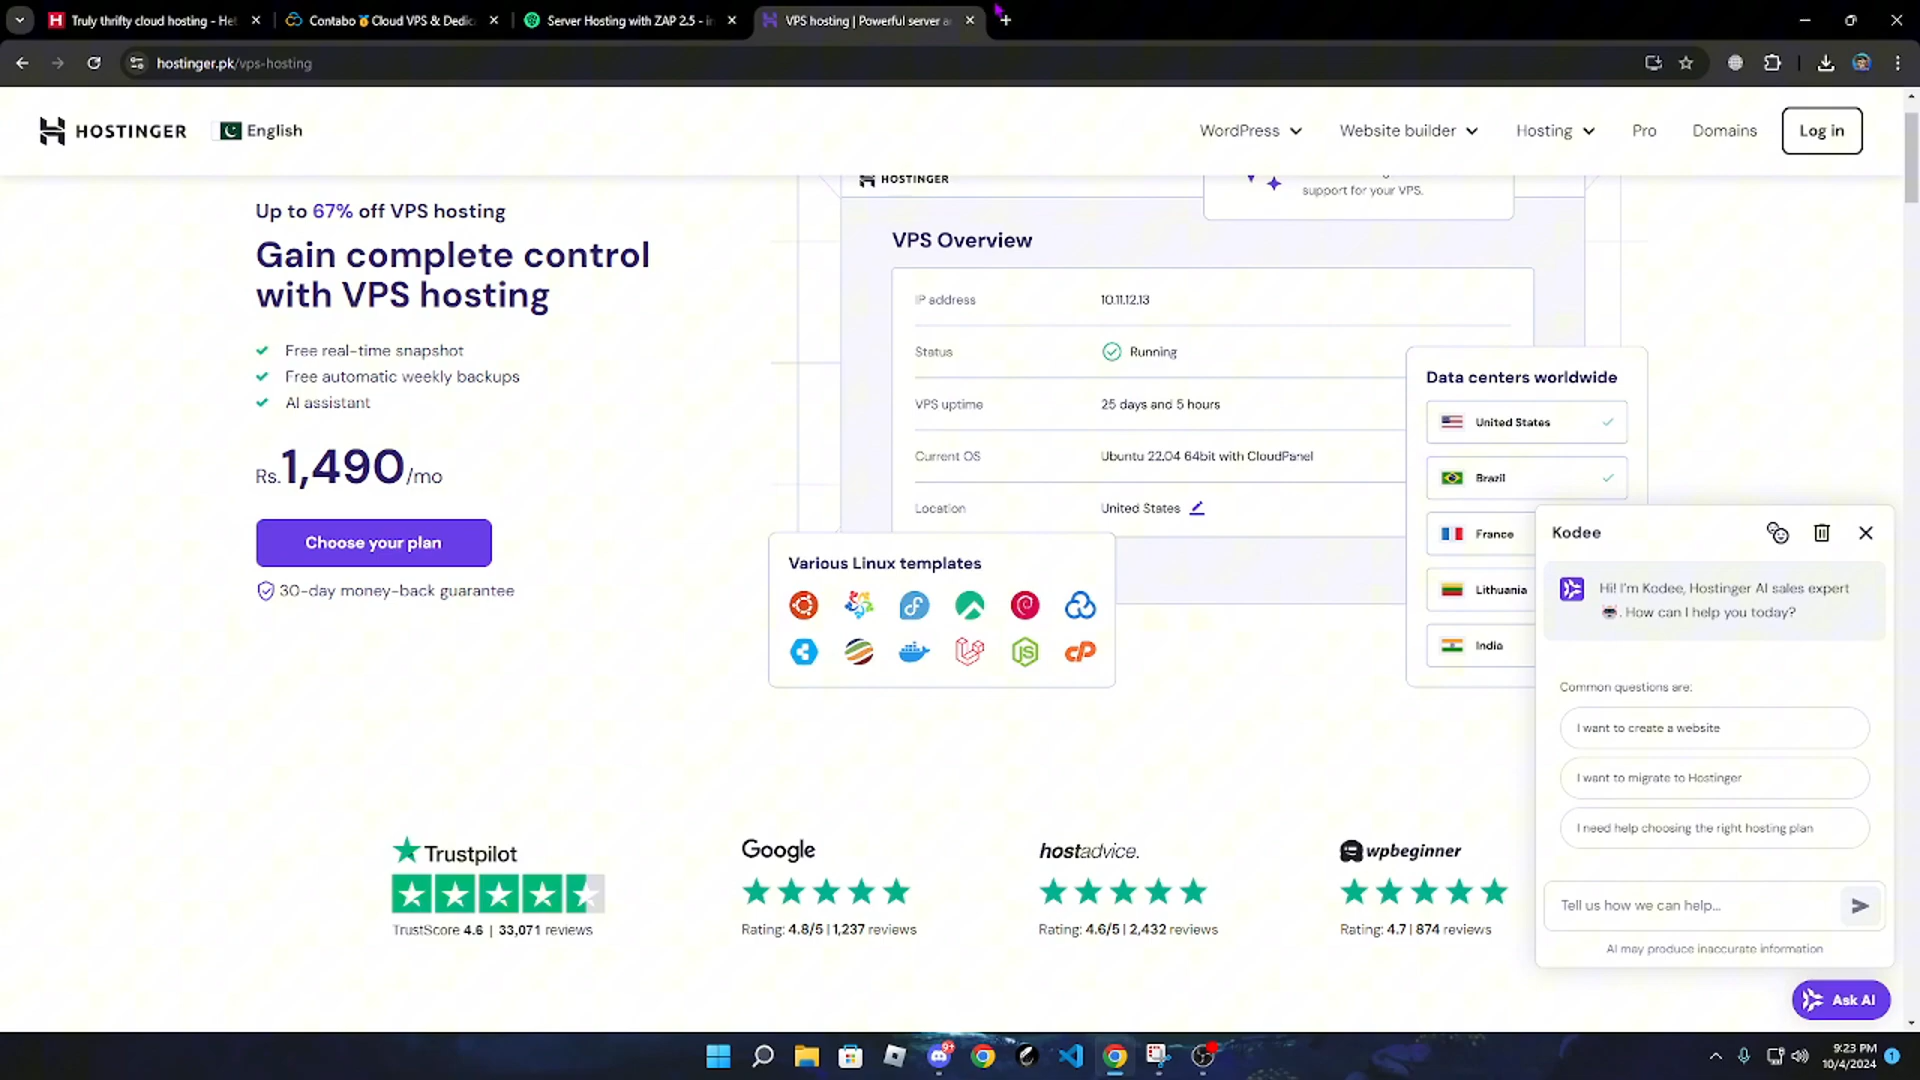 Truly thrifty cloud hosting - Het
Contabo🥇Cloud VPS & Dedic
Server Hosting with ZAP 2.5 - in
VPS hosting | Powerful server a
hostinger.pk/vps-hosting
HOSTINGER
English
WordPress
Website builder
Hosting
Pro
Domains
Log in
HOSTINGER
support for your VPS.
Up to 67% off VPS hosting
Gain complete control
with VPS hosting
Free real-time snapshot
Free automatic weekly backups
AI assistant
Rs.1,490/mo
Choose your plan
30-day money-back guarantee
VPS Overview
IP address 10.11.12.13
Status Running
VPS uptime 25 days and 5 hours
Current OS Ubuntu 22.04 64bit with CloudPanel
Location United States
Various Linux templates
JS
cP
Data centers worldwide
United States
Brazil
France
Lithuania
India
Kodee
Hi! I'm Kodee, Hostinger AI sales expert
. How can I help you today?
Common questions are:
I want to create a website
I want to migrate to Hostinger
I need help choosing the right hosting plan
Tell us how we can help...
AI may produce inaccurate information
Ask AI
Trustpilot
TrustScore 4.6 | 33,071 reviews
Google
Rating: 4.8/5 | 1,237 reviews
hostadvice.
Rating: 4.6/5 | 2,432 reviews
wpbeginner
Rating: 4.7 | 874 reviews
9+
9:23 PM
10/4/2024
1